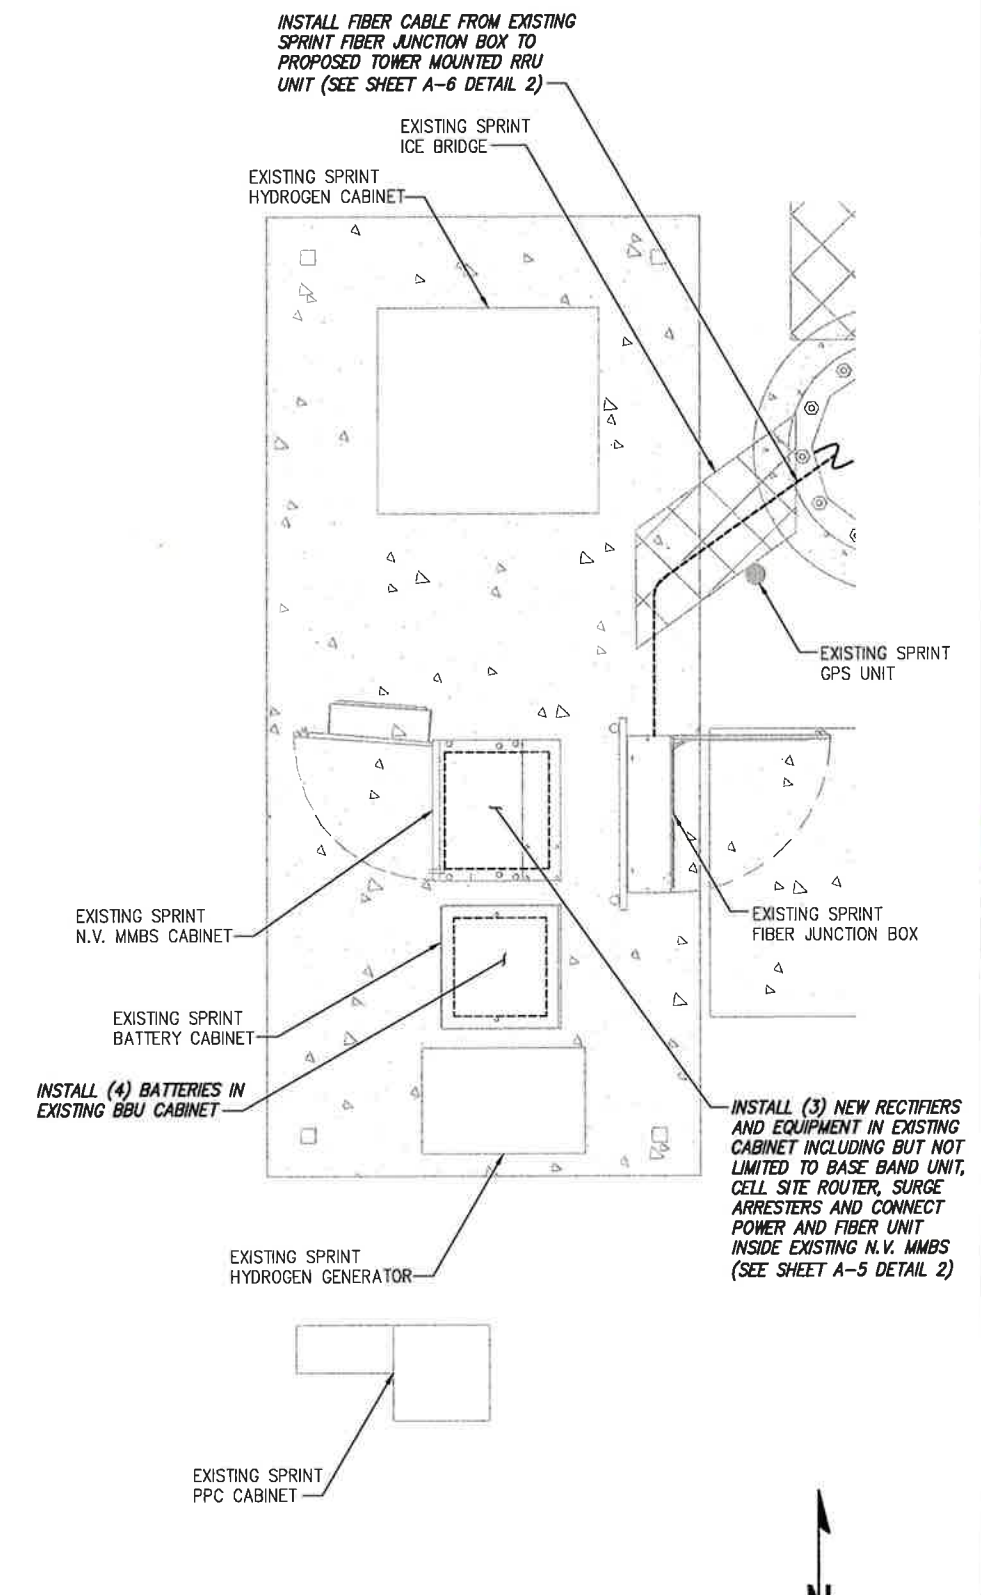 INSTALL FIBER CABLE FROM EXISTING
SPRINT FIBER JUNCTION BOX TO
PROPOSED TOWER MOUNTED RRU
UNIT (SEE SHEET A-6 DETAIL 2)
EXISTING SPRINT
ICE BRIDGE
EXISTING SPRINT
HYDROGEN CABINET
EXISTING SPRINT
GPS UNIT
EXISTING SPRINT
N.V. MMBS CABINET
EXISTING SPRINT
FIBER JUNCTION BOX
EXISTING SPRINT
BATTERY CABINET
INSTALL (4) BATTERIES IN
EXISTING BBU CABINET
INSTALL (3) NEW RECTIFIERS
AND EQUIPMENT IN EXISTING
CABINET INCLUDING BUT NOT
LIMITED TO BASE BAND UNIT,
CELL SITE ROUTER, SURGE
ARRESTERS AND CONNECT
POWER AND FIBER UNIT
INSIDE EXISTING N.V. MMBS
(SEE SHEET A-5 DETAIL 2)
EXISTING SPRINT
HYDROGEN GENERATOR
EXISTING SPRINT
PPC CABINET